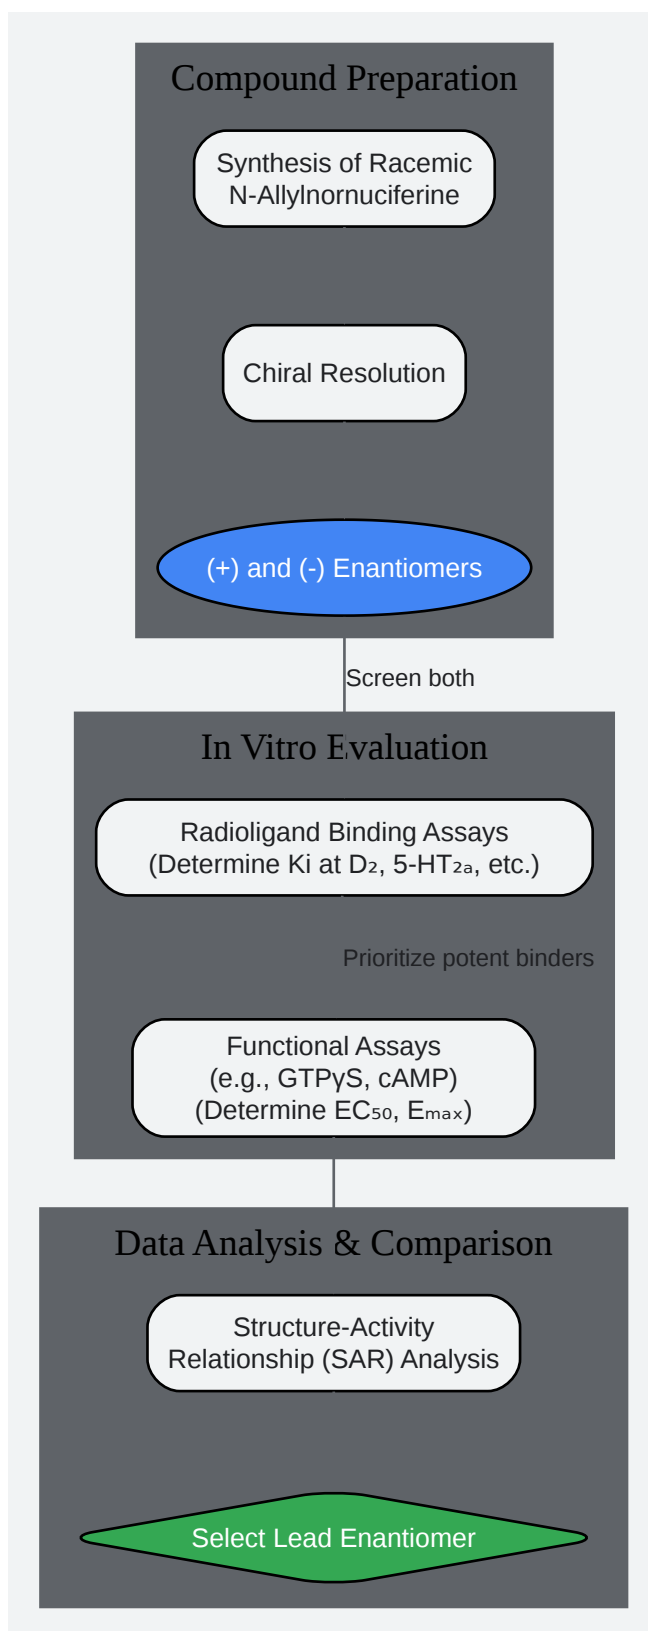 Compound Preparation
Synthesis of Racemic
N-Allylnornuciferine
Chiral Resolution
(+) and (-) Enantiomers
Screen both
In Vitro Evaluation
Radioligand Binding Assays
(Determine Ki at D₂, 5-HT₂ₐ, etc.)
Prioritize potent binders
Functional Assays
(e.g., GTPγS, cAMP)
(Determine EC₅₀, Eₘₐₓ)
Data Analysis & Comparison
Structure-Activity
Relationship (SAR) Analysis
Select Lead Enantiomer